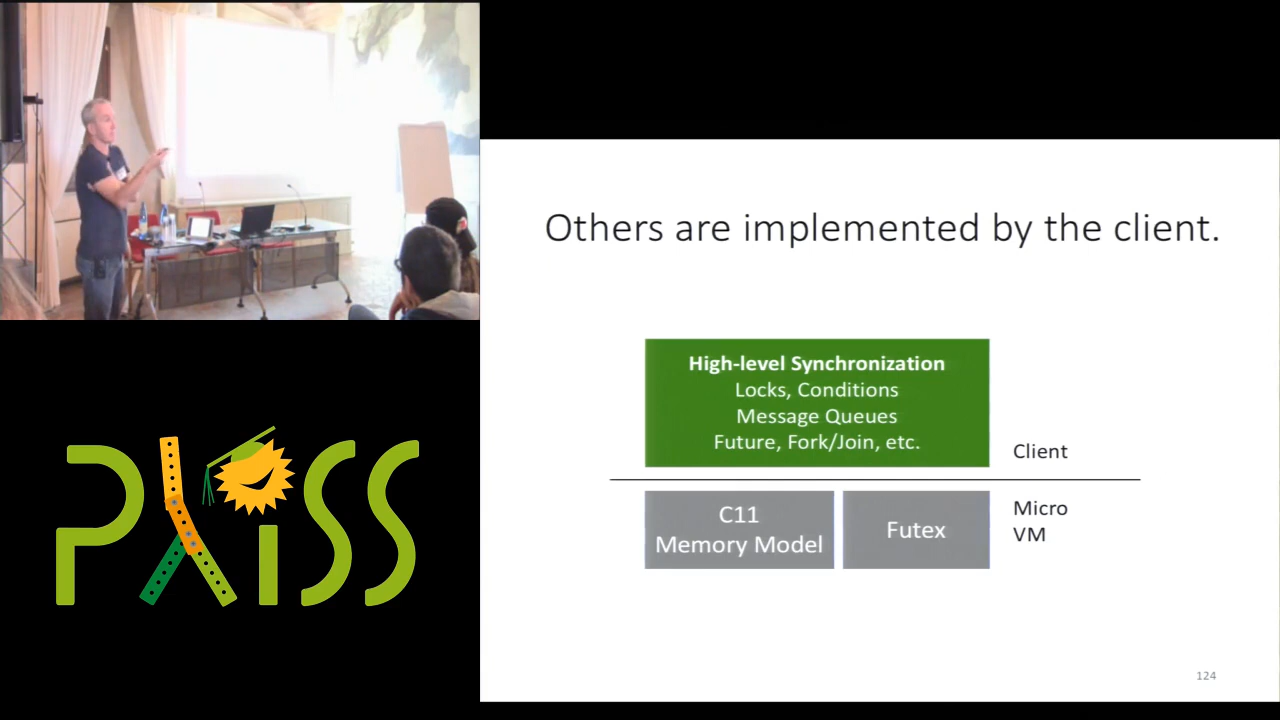 Others are implemented by the client.
High-level Synchronization
Locks, Conditions
Message Queues
Future, Fork/Join, etc.
Client
C11
Memory Model
Futex
Micro
VM
124
PLISS